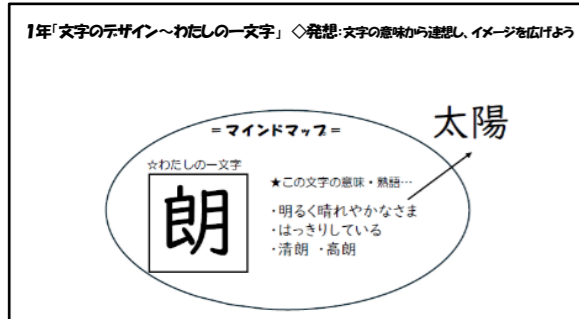 1年「文字のデザイン～わたしの一文字」 ◇発想:文字の意味から連想し、イメージを広げよう
太陽
＝マインドマップ＝
☆わたしの一文字
朗
★この文字の意味・熟語…
・明るく晴れやかなさま
・はっきりしている
・清朗 ・高朗